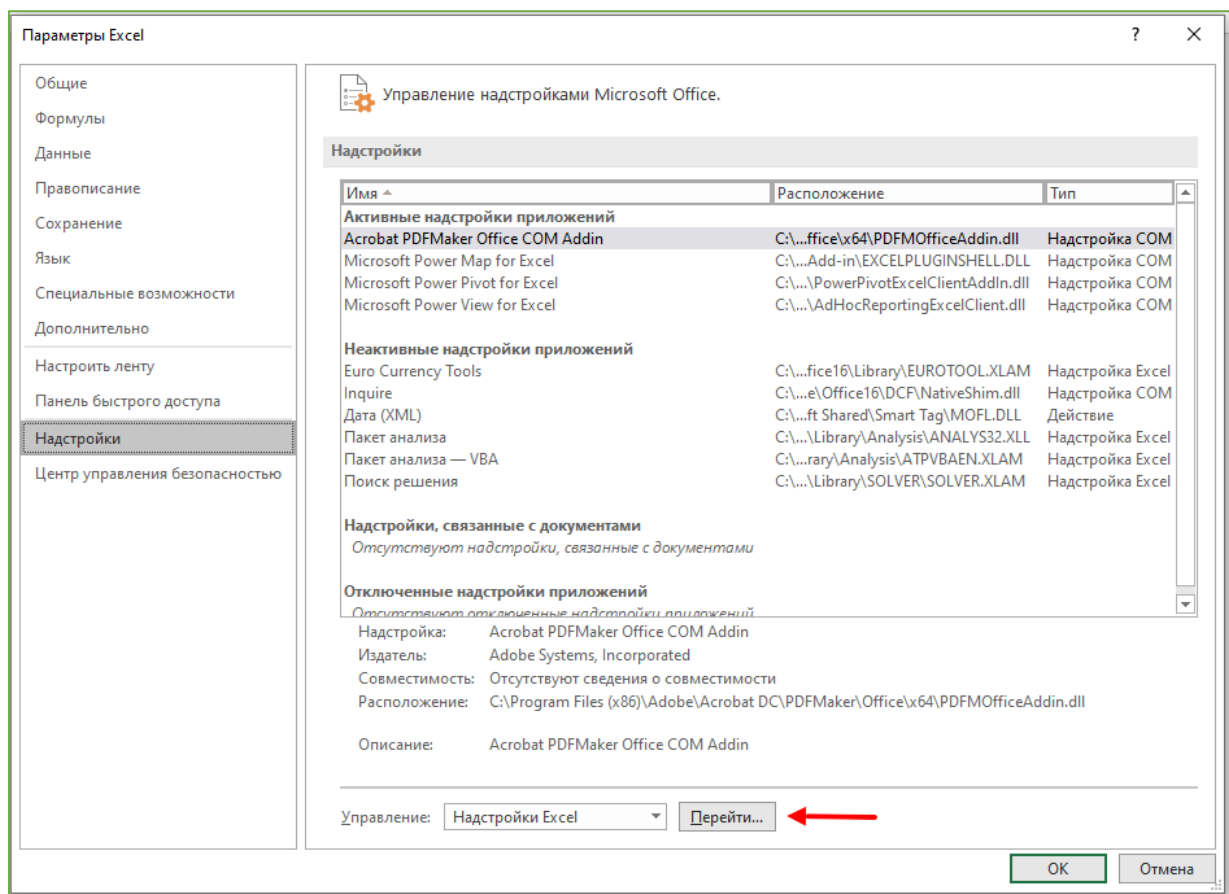 Параметры Excel
?
Общие
Формулы
Данные
Правописание
Сохранение
Язык
Специальные возможности
Дополнительно
Настроить ленту
Панель быстрого доступа
Надстройки
Центр управления безопасностью
Управление надстройками Microsoft Office.
Надстройки
Имя Расположение Тип
Активные надстройки приложений
Acrobat PDFMaker Office COM Addin C:\...ffice\x64\PDFMOfficeAddin.dll Надстройка COM
Microsoft Power Map for Excel C:\...Add-in\EXCELPLUGINSHELL.DLL Надстройка COM
Microsoft Power Pivot for Excel C:\...\PowerPivotExcelClientAddIn.dll Надстройка COM
Microsoft Power View for Excel C:\...\AdHocReportingExcelClient.dll Надстройка COM
Неактивные надстройки приложений
Euro Currency Tools C:\...fice16\Library\EUROTOOL.XLAM Надстройка Excel
Inquire C:\...e\Office16\DCF\NativeShim.dll Надстройка COM
Дата (XML) C:\...ft Shared\Smart Tag\MOFL.DLL Действие
Пакет анализа C:\...\Library\Analysis\ANALYS32.XLL Надстройка Excel
Пакет анализа — VBA C:\...rary\Analysis\ATPVBAEN.XLAM Надстройка Excel
Поиск решения C:\...\Library\SOLVER\SOLVER.XLAM Надстройка Excel
Надстройки, связанные с документами
Отсутствуют надстройки, связанные с документами
Отключенные надстройки приложений
Отсутствуют отключенные надстройки приложений
Надстройка: Acrobat PDFMaker Office COM Addin
Издатель: Adobe Systems, Incorporated
Совместимость: Отсутствуют сведения о совместимости
Расположение: C:\Program Files (x86)\Adobe\Acrobat DC\PDFMaker\Office\x64\PDFMOfficeAddin.dll
Описание: Acrobat PDFMaker Office COM Addin
Управление: Надстройки Excel Перейти...
ОК Отмена